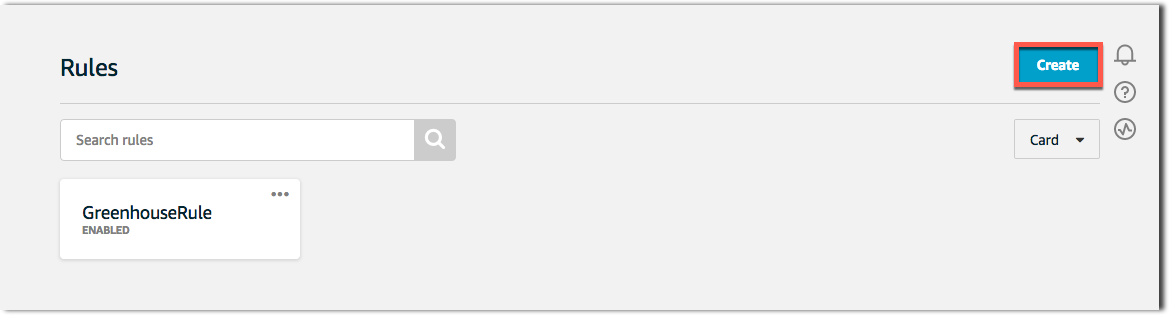 Rules
Create
Search rules
Card
GreenhouseRule
ENABLED